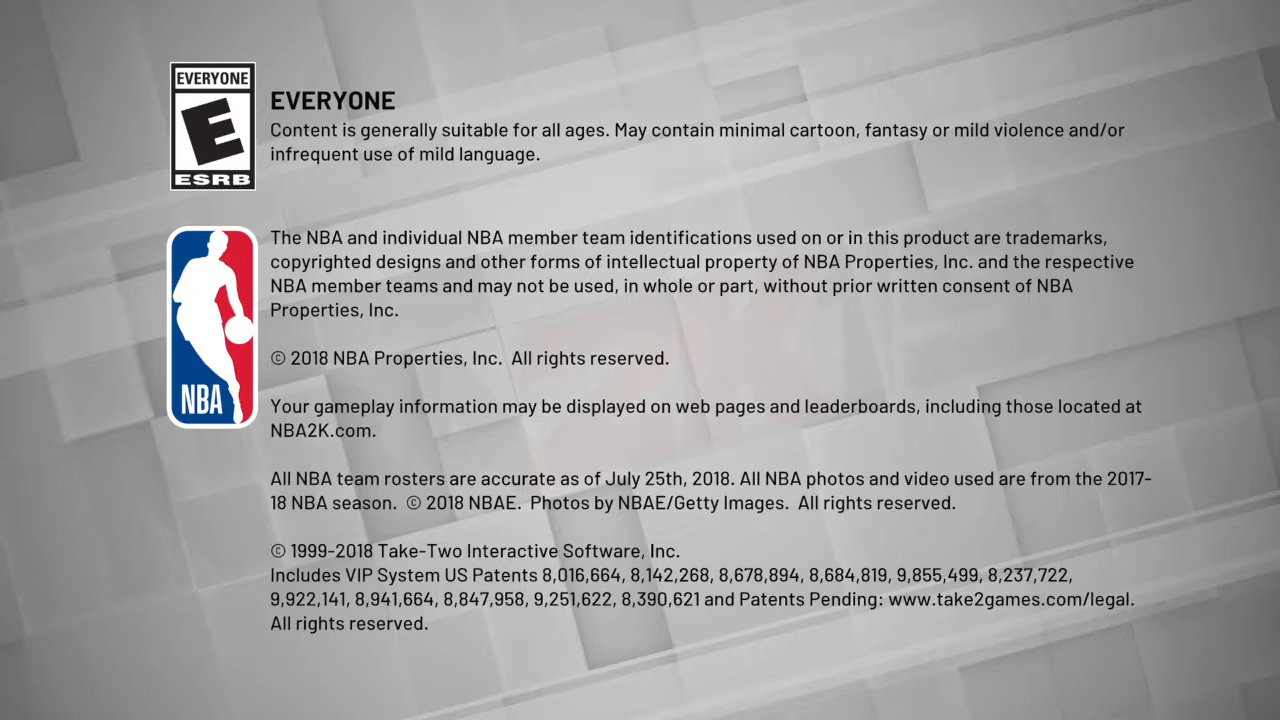 EVERYONE
E
ESRB
EVERYONE
Content is generally suitable for all ages. May contain minimal cartoon, fantasy or mild violence and/or
infrequent use of mild language.
NBA
The NBA and individual NBA member team identifications used on or in this product are trademarks,
copyrighted designs and other forms of intellectual property of NBA Properties, Inc. and the respective
NBA member teams and may not be used, in whole or part, without prior written consent of NBA
Properties, Inc.
© 2018 NBA Properties, Inc.  All rights reserved.
Your gameplay information may be displayed on web pages and leaderboards, including those located at
NBA2K.com.
All NBA team rosters are accurate as of July 25th, 2018. All NBA photos and video used are from the 2017-
18 NBA season.  © 2018 NBAE.  Photos by NBAE/Getty Images.  All rights reserved.
© 1999-2018 Take-Two Interactive Software, Inc.
Includes VIP System US Patents 8,016,664, 8,142,268, 8,678,894, 8,684,819, 9,855,499, 8,237,722,
9,922,141, 8,941,664, 8,847,958, 9,251,622, 8,390,621 and Patents Pending: www.take2games.com/legal.
All rights reserved.